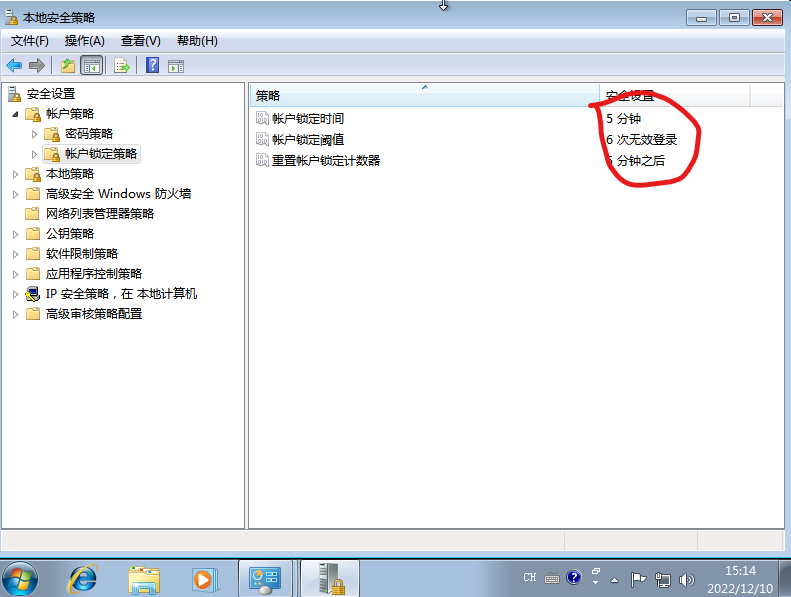 本地安全策略
文件(F) 操作(A) 查看(V) 帮助(H)
安全设置
帐户策略
密码策略
帐户锁定策略
本地策略
高级安全 Windows 防火墙
网络列表管理器策略
公钥策略
软件限制策略
应用程序控制策略
IP 安全策略，在 本地计算机
高级审核策略配置
策略 安全设置
帐户锁定时间 5 分钟
帐户锁定阈值 6 次无效登录
重置帐户锁定计数器 5 分钟之后
CH
15:14
2022/12/10